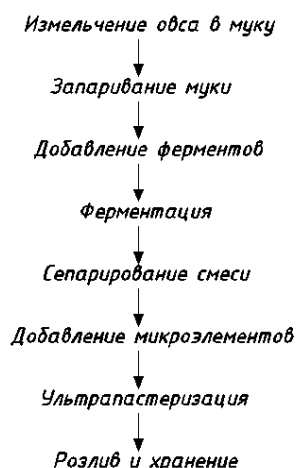 Измельчение овса в муку
Запаривание муки
Добавление ферментов
Ферментация
Сепарирование смеси
Добавление микроэлементов
Ультрапастеризация
Розлив и хранение